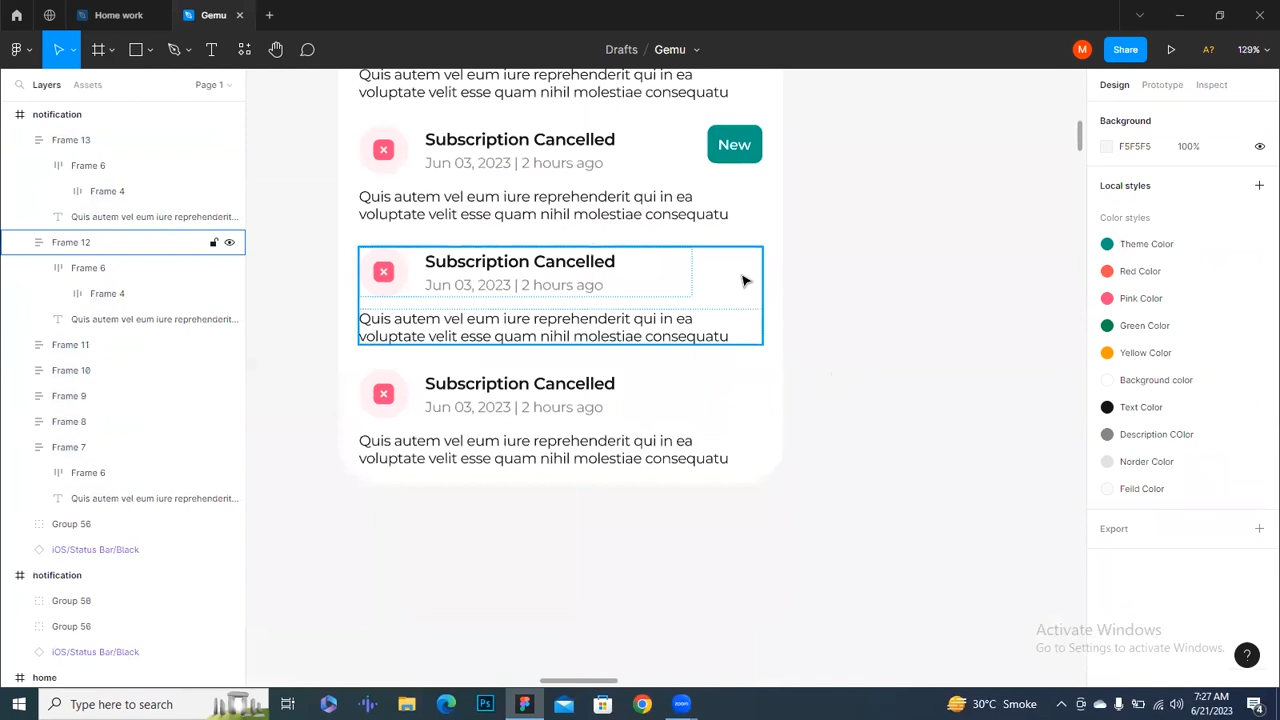 Home work
Gemu
Drafts / Gemu
Share
A?
129%
M
Layers
Assets
Page 1
notification
Frame 13
Frame 6
Frame 4
Quis autem vel eum iure reprehenderit...
Frame 12
Frame 6
Frame 4
Quis autem vel eum iure reprehenderit...
Frame 11
Frame 10
Frame 9
Frame 8
Frame 7
Frame 6
Quis autem vel eum iure reprehenderit...
Group 56
iOS/Status Bar/Black
notification
Group 58
Group 56
iOS/Status Bar/Black
home
Quis autem vel eum iure reprehenderit qui in ea
voluptate velit esse quam nihil molestiae consequatu
Subscription Cancelled
Jun 03, 2023 | 2 hours ago
New
Quis autem vel eum iure reprehenderit qui in ea
voluptate velit esse quam nihil molestiae consequatu
Subscription Cancelled
Jun 03, 2023 | 2 hours ago
Quis autem vel eum iure reprehenderit qui in ea
voluptate velit esse quam nihil molestiae consequatu
Subscription Cancelled
Jun 03, 2023 | 2 hours ago
Quis autem vel eum iure reprehenderit qui in ea
voluptate velit esse quam nihil molestiae consequatu
Design
Prototype
Inspect
Background
F5F5F5
100%
Local styles
Color styles
Theme Color
Red Color
Pink Color
Green Color
Yellow Color
Background color
Text Color
Description COlor
Norder Color
Feild Color
Export
Activate Windows
Go to Settings to activate Windows.
?
Type here to search
Ps
30°C Smoke
7:27 AM
6/21/2023